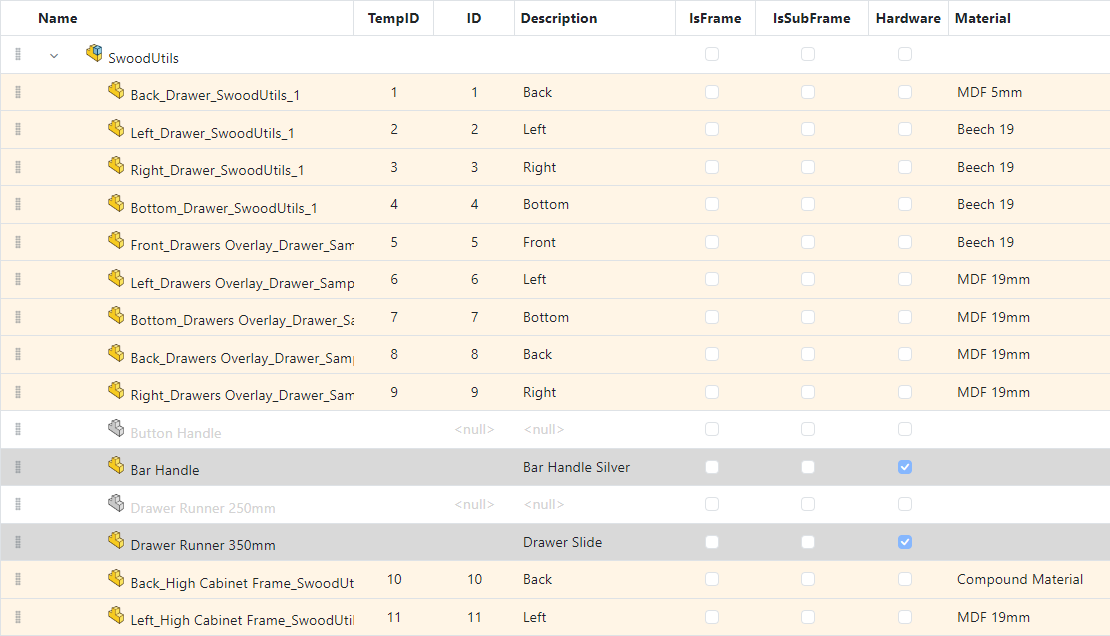 Name TempID ID Description IsFrame IsSubFrame Hardware Material
SwoodUtils
Back_Drawer_SwoodUtils_1 1 1 Back MDF 5mm
Left_Drawer_SwoodUtils_1 2 2 Left Beech 19
Right_Drawer_SwoodUtils_1 3 3 Right Beech 19
Bottom_Drawer_SwoodUtils_1 4 4 Bottom Beech 19
Front_Drawers Overlay_Drawer_Sam 5 5 Front Beech 19
Left_Drawers Overlay_Drawer_Samp 6 6 Left MDF 19mm
Bottom_Drawers Overlay_Drawer_Sa 7 7 Bottom MDF 19mm
Back_Drawers Overlay_Drawer_Sam 8 8 Back MDF 19mm
Right_Drawers Overlay_Drawer_Sam 9 9 Right MDF 19mm
Button Handle <null> <null>
Bar Handle Bar Handle Silver
Drawer Runner 250mm <null> <null>
Drawer Runner 350mm Drawer Slide
Back_High Cabinet Frame_SwoodUt 10 10 Back Compound Material
Left_High Cabinet Frame_SwoodUtil 11 11 Left MDF 19mm